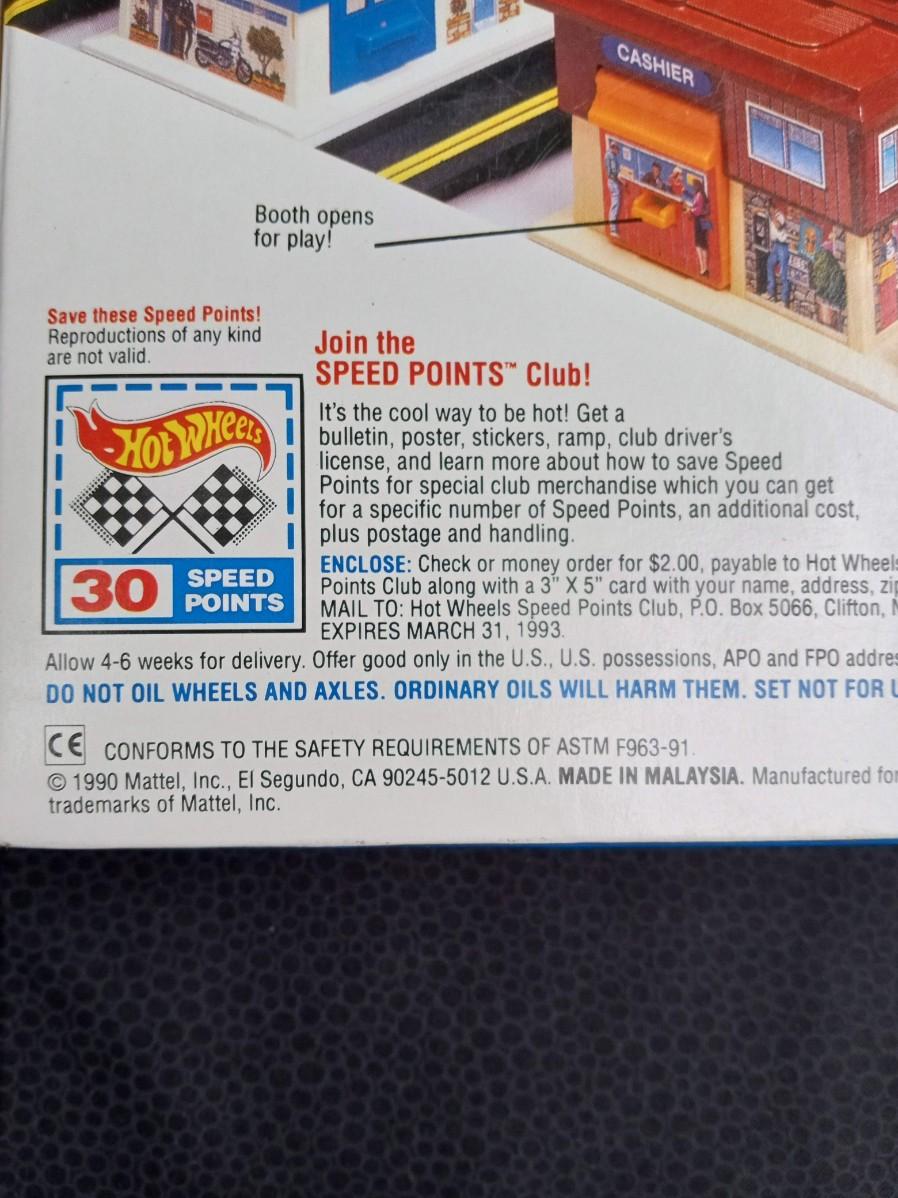 CASHIER
Booth opens
for play!
Save these Speed Points!
Reproductions of any kind
are not valid.
Hot Wheels
30 SPEED
POINTS
Join the
SPEED POINTS™ Club!
It's the cool way to be hot! Get a
bulletin, poster, stickers, ramp, club driver's
license, and learn more about how to save Speed
Points for special club merchandise which you can get
for a specific number of Speed Points, an additional cost,
plus postage and handling.
ENCLOSE: Check or money order for $2.00, payable to Hot Wheels
Points Club along with a 3" X 5" card with your name, address, zip
MAIL TO: Hot Wheels Speed Points Club, P.O. Box 5066, Clifton,
EXPIRES MARCH 31, 1993.
Allow 4-6 weeks for delivery. Offer good only in the U.S., U.S. possessions, APO and FPO
DO NOT OIL WHEELS AND AXLES. ORDINARY OILS WILL HARM THEM. SET NOT FOR
CE CONFORMS TO THE SAFETY REQUIREMENTS OF ASTM F963-91.
© 1990 Mattel, Inc., El Segundo, CA 90245-5012 U.S.A. MADE IN MALAYSIA. Manufactured for
trademarks of Mattel, Inc.